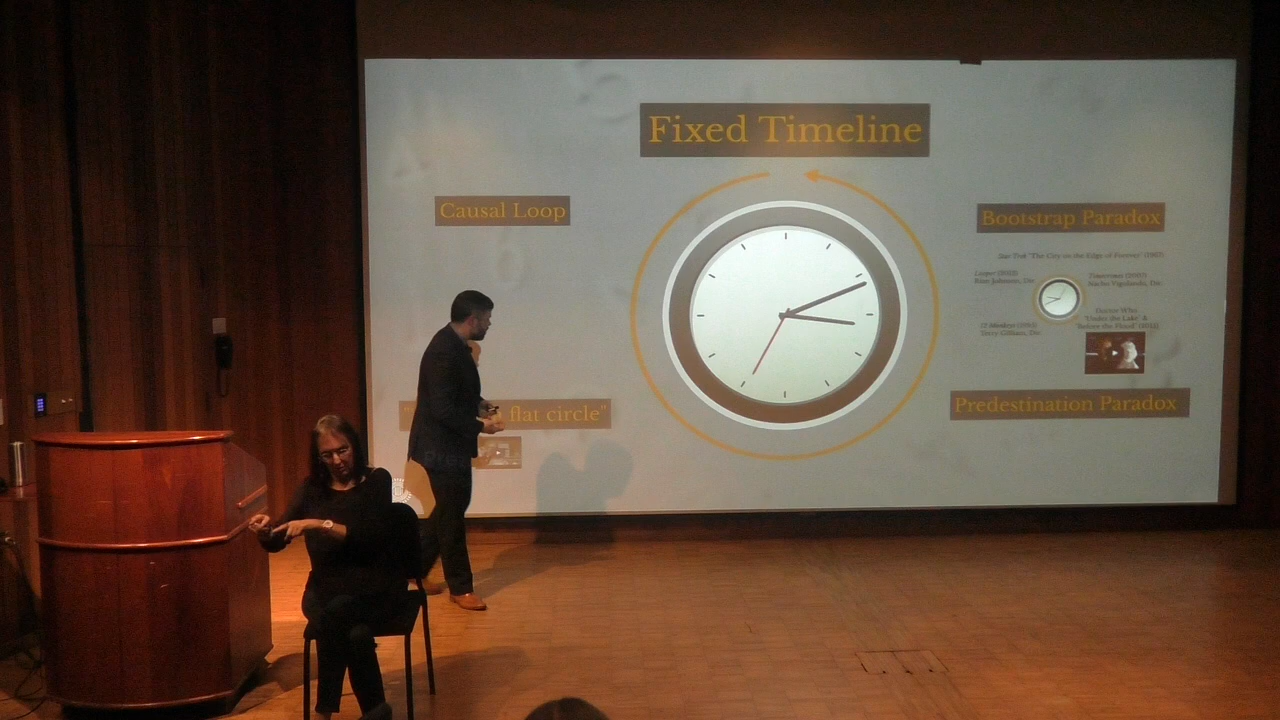 Fixed Timeline
Causal Loop
Bootstrap Paradox
Star Trek "The City on the Edge of Forever" (1967)
Looper (2012)
Rian Johnson, Dir.
Timecrimes (2007)
Nacho Vigalondo, Dir.
Doctor Who
"Under the Lake" &
"Before the Flood" (2015)
12 Monkeys (1995)
Terry Gilliam, Dir.
flat circle"
Predestination Paradox